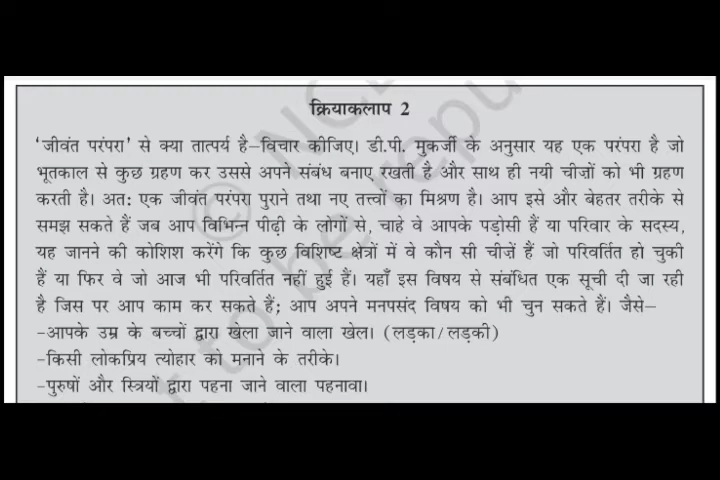 क्रियाकलाप 2
‘जीवंत परंपरा’ से क्या तात्पर्य है–विचार कीजिए। डी.पी. मुकर्जी के अनुसार यह एक परंपरा है जो
भूतकाल से कुछ ग्रहण कर उससे अपने संबंध बनाए रखती है और साथ ही नयी चीज़ों को भी ग्रहण
करती है। अत: एक जीवंत परंपरा पुराने तथा नए तत्त्वों का मिश्रण है। आप इसे और बेहतर तरीके से
समझ सकते हैं जब आप विभिन्न पीढ़ी के लोगों से, चाहे वे आपके पड़ोसी हैं या परिवार के सदस्य,
यह जानने की कोशिश करेंगे कि कुछ विशिष्ट क्षेत्रों में वे कौन सी चीज़ें हैं जो परिवर्तित हो चुकी
हैं या फिर वे जो आज भी परिवर्तित नहीं हुई हैं। यहाँ इस विषय से संबंधित एक सूची दी जा रही
है जिस पर आप काम कर सकते हैं; आप अपने मनपसंद विषय को भी चुन सकते हैं। जैसे–
-आपके उम्र के बच्चों द्वारा खेला जाने वाला खेल। (लड़का/लड़की)
-किसी लोकप्रिय त्योहार को मनाने के तरीके।
-पुरुषों और स्त्रियों द्वारा पहना जाने वाला पहनावा।